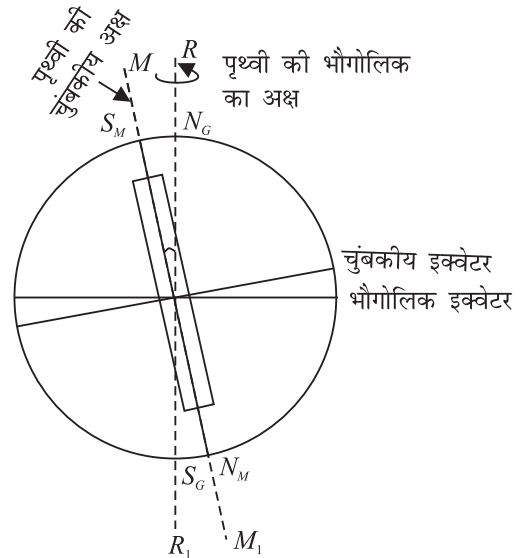 पृथ्वी की
चुंबकीय अक्ष
M
R
पृथ्वी की भौगोलिक
का अक्ष
S_M
N_G
चुंबकीय इक्वेटर
भौगोलिक इक्वेटर
S_G
N_M
R_1
M_1